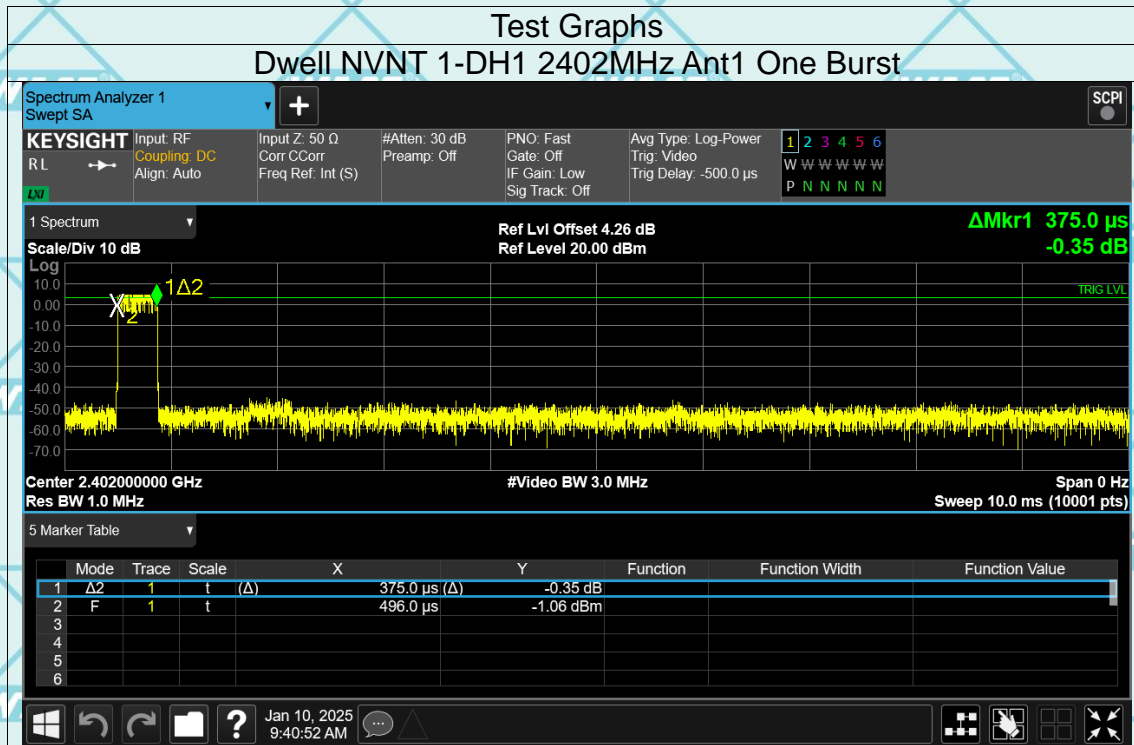 Test Graphs
Dwell NVNT 1-DH1 2402MHz Ant1 One Burst
Spectrum Analyzer 1
Swept SA
SCPI
KEYSIGHT Input: RF Input Z: 50 Ω #Atten: 30 dB PNO: Fast Avg Type: Log-Power 1 2 3 4 5 6
RL Coupling: DC Corr CCorr Preamp: Off Gate: Off Trig: Video W W W W W W
Align: Auto Freq Ref: Int (S) IF Gain: Low Trig Delay: -500.0 µs
LXI Sig Track: Off P N N N N N
1 Spectrum Ref Lvl Offset 4.26 dB ΔMkr1 375.0 µs
Scale/Div 10 dB Ref Level 20.00 dBm -0.35 dB
Log
10.0 1Δ2 TRIG LVL
0.00 X 2
-10.0
-20.0
-30.0
-40.0
-50.0
-60.0
-70.0
Center 2.402000000 GHz #Video BW 3.0 MHz Span 0 Hz
Res BW 1.0 MHz Sweep 10.0 ms (10001 pts)
5 Marker Table
Mode Trace Scale X Y Function Function Width Function Value
1 Δ2 1 t (Δ) 375.0 µs (Δ) -0.35 dB
2 F 1 t 496.0 µs -1.06 dBm
3
4
5
6
Jan 10, 2025
9:40:52 AM